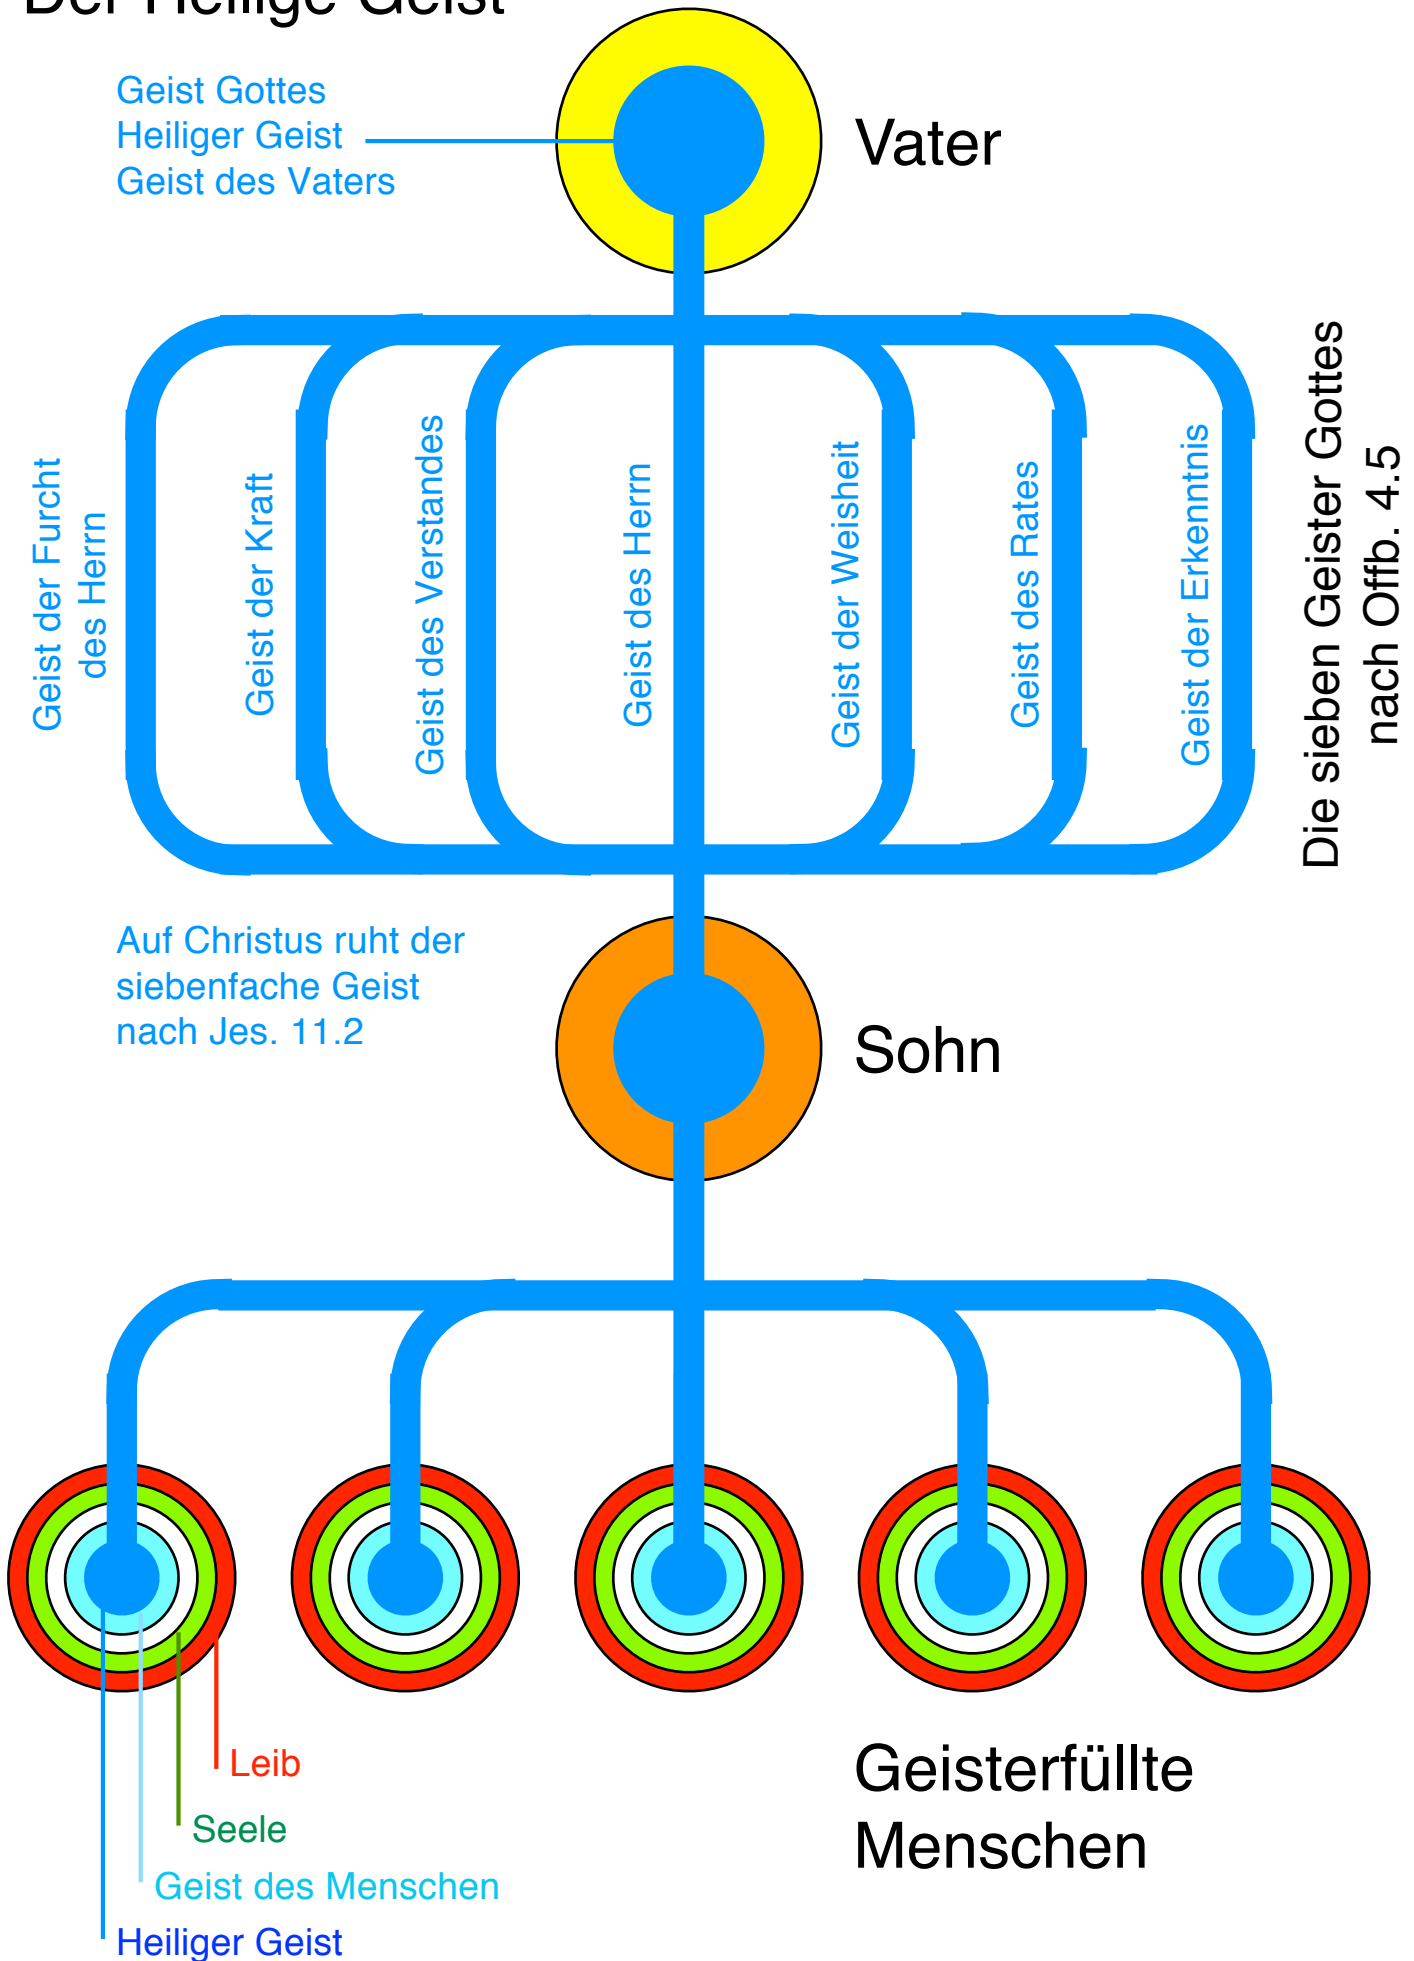 Der Heilige Geist
Geist Gottes
Heiliger Geist
Geist des Vaters
Vater
Geist der Furcht
des Herrn
Geist der Kraft
Geist des Verstandes
Geist des Herrn
Geist der Weisheit
Geist des Rates
Geist der Erkenntnis
Die sieben Geister Gottes
nach Offb. 4.5
Auf Christus ruht der
siebenfache Geist
nach Jes. 11.2
Sohn
Leib
Seele
Geist des Menschen
Heiliger Geist
Geisterfüllte
Menschen